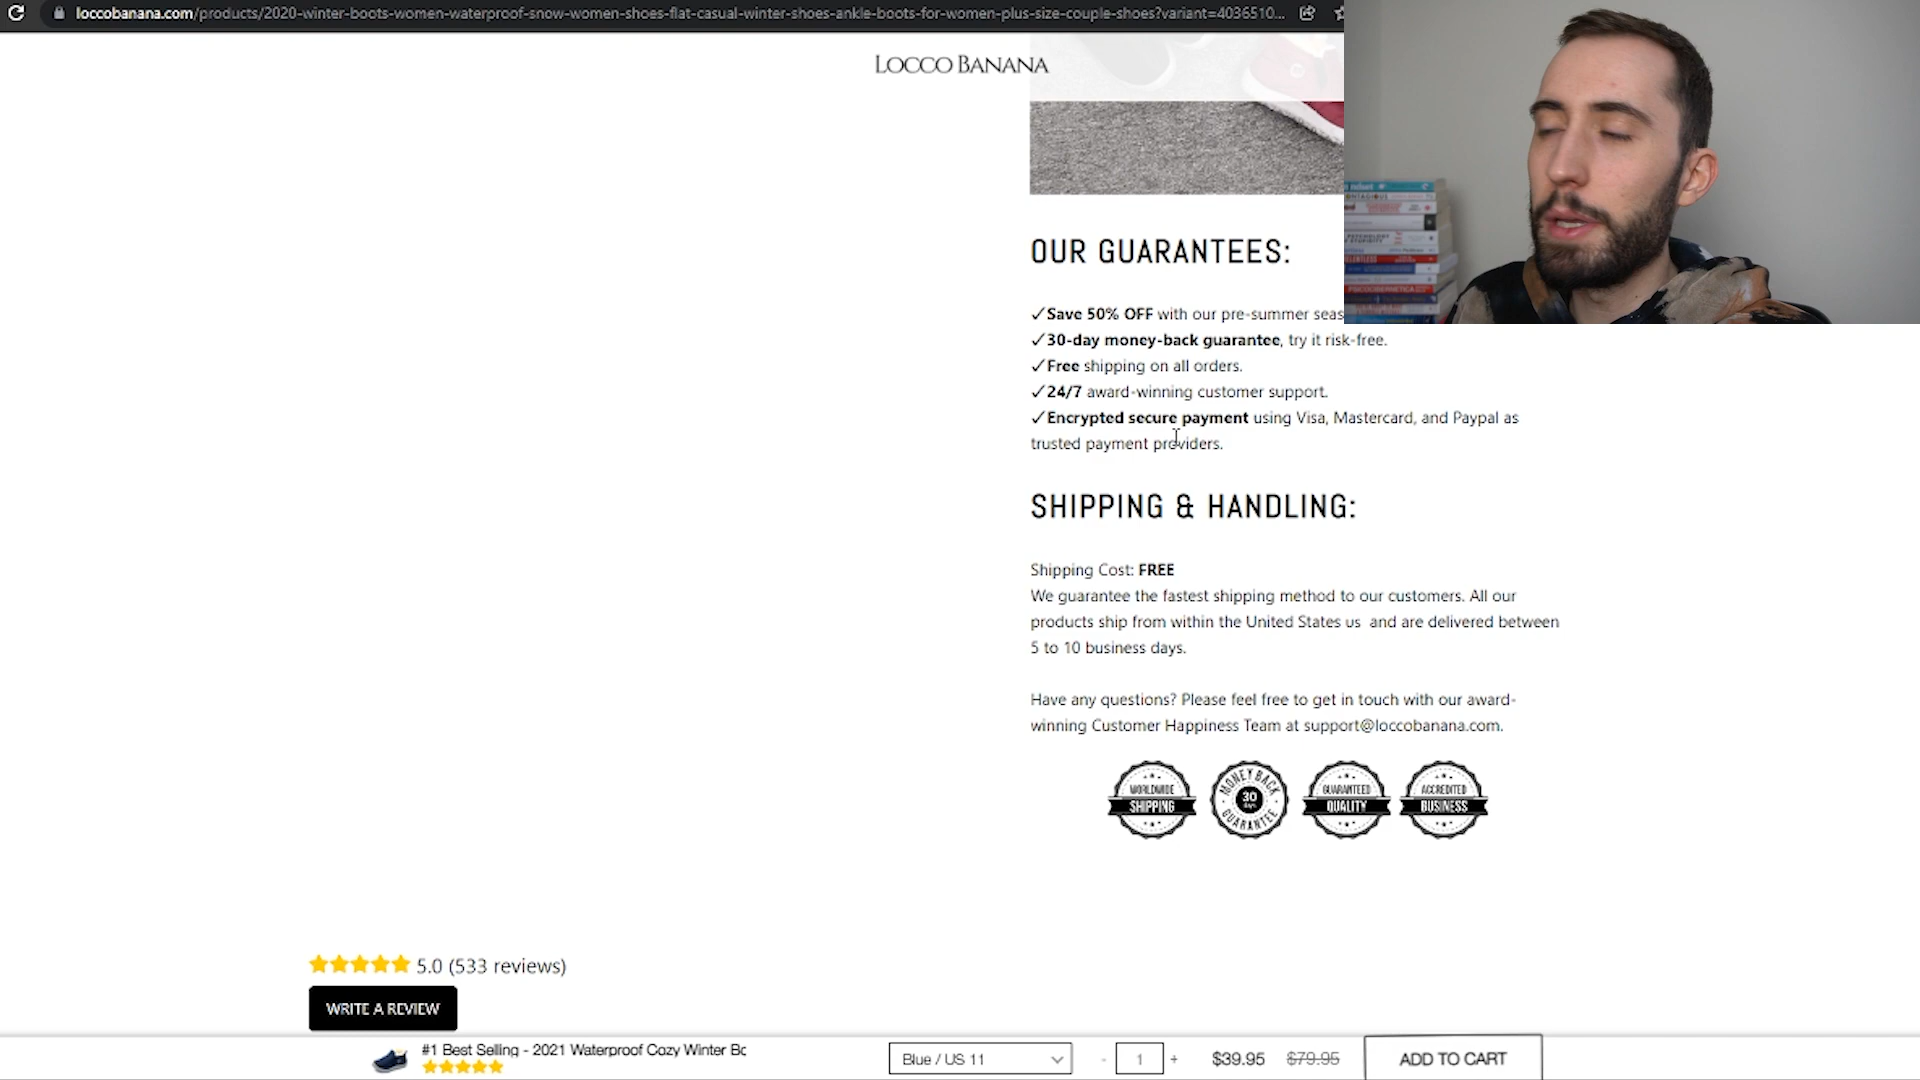 loccobanana.com/products/2020-winter-boots-women-waterproof-snow-women-shoes-flat-casual-winter-shoes-ankle-boots-for-women-plus-size-couple-shoes?variant=4036510...
LOCCO BANANA
OUR GUARANTEES:
✓Save 50% OFF with our pre-summer seas
✓30-day money-back guarantee, try it risk-free.
✓Free shipping on all orders.
✓24/7 award-winning customer support.
✓Encrypted secure payment using Visa, Mastercard, and Paypal as
trusted payment providers.
SHIPPING & HANDLING:
Shipping Cost: FREE
We guarantee the fastest shipping method to our customers. All our
products ship from within the United States us and are delivered between
5 to 10 business days.
Have any questions? Please feel free to get in touch with our award-
winning Customer Happiness Team at support@loccobanana.com.
WORLDWIDE
SHIPPING
MONEY BACK
30
days
GUARANTEE
GUARANTEED
QUALITY
ACCREDITED
BUSINESS
5.0 (533 reviews)
WRITE A REVIEW
#1 Best Selling - 2021 Waterproof Cozy Winter Bo
Blue / US 11
- 1 +
$39.95 $79.95
ADD TO CART
CONTAGIOUS
RELENTLESS
PSICOCIBERNETICA